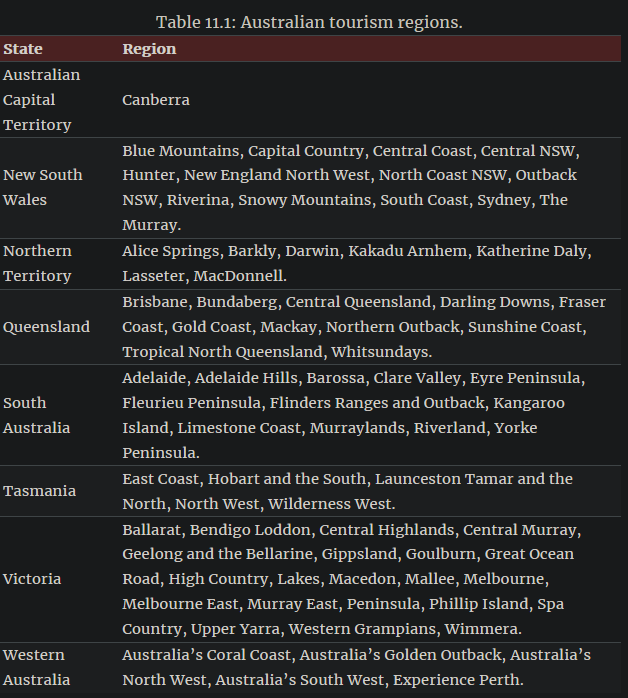 Table 11.1: Australian tourism regions.
State Region
Australian
Capital
Territory
Canberra
New South
Wales
Blue Mountains, Capital Country, Central Coast, Central NSW,
Hunter, New England North West, North Coast NSW, Outback
NSW, Riverina, Snowy Mountains, South Coast, Sydney, The
Murray.
Northern
Territory
Alice Springs, Barkly, Darwin, Kakadu Arnhem, Katherine Daly,
Lasseter, MacDonnell.
Queensland
Brisbane, Bundaberg, Central Queensland, Darling Downs, Fraser
Coast, Gold Coast, Mackay, Northern Outback, Sunshine Coast,
Tropical North Queensland, Whitsundays.
South
Australia
Adelaide, Adelaide Hills, Barossa, Clare Valley, Eyre Peninsula,
Fleurieu Peninsula, Flinders Ranges and Outback, Kangaroo
Island, Limestone Coast, Murraylands, Riverland, Yorke
Peninsula.
Tasmania
East Coast, Hobart and the South, Launceston Tamar and the
North, North West, Wilderness West.
Victoria
Ballarat, Bendigo Loddon, Central Highlands, Central Murray,
Geelong and the Bellarine, Gippsland, Goulburn, Great Ocean
Road, High Country, Lakes, Macedon, Mallee, Melbourne,
Melbourne East, Murray East, Peninsula, Phillip Island, Spa
Country, Upper Yarra, Western Grampians, Wimmera.
Western
Australia
Australia’s Coral Coast, Australia’s Golden Outback, Australia’s
North West, Australia’s South West, Experience Perth.